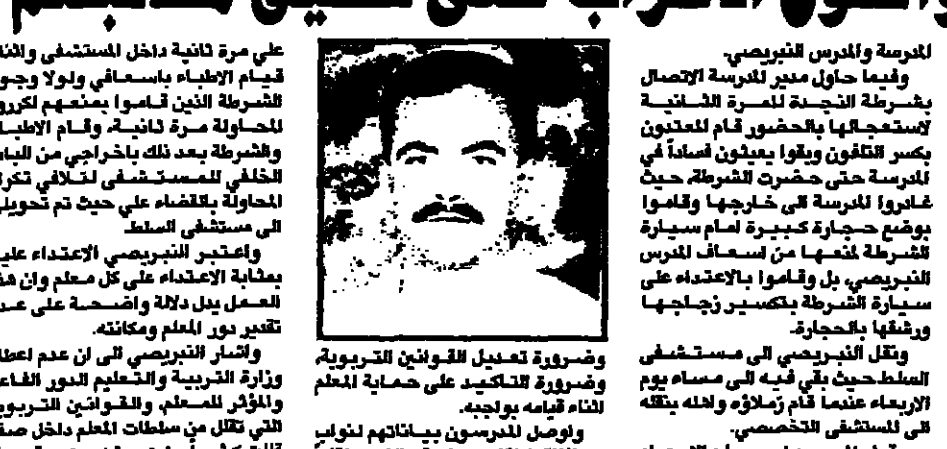 المدرسة والمدرس النبريصي.
وفيما حاول مدير المدرسة الاتصال
بشرطة النجدة للمرة الثانية
لاستعجالها بالحضور قام المعتدون
بكسر التلفون وبقوا يعيثون فساداً في
المدرسة حتى حضرت الشرطة، حيث
غادروا المدرسة الى خارجها وقاموا
بوضع حجارة كبيرة امام سيارة
الشرطة لمنعها من اسعاف المدرس
النبريصي، بل وقاموا بالاعتداء على
سيارة الشرطة بتكسير زجاجها
ورشقها بالحجارة.
ونقل النبريصي الى مستشفى
السلط حيث بقي فيه الى مساء يوم
الاربعاء عندما قام زملاؤه واهله بنقله
الى المستشفى التخصصي.
وضرورة تعديل القوانين التربوية،
وضرورة التاكيد على حماية المعلم
اثناء قيامه بواجبه.
واوصل المدرسون بياناتهم لنواب
على مرة ثانية داخل المستشفى واثناء
قيام الاطباء باسعافي ولولا وجود
الشرطة الذين قاموا بمنعهم لكرروا
المحاولة مرة ثانية، وقام الاطباء
والشرطة بعد ذلك باخراجي من الباب
الخلفي للمستشفى لتلافي تكرار
المحاولة بالقضاء علي حيث تم تحويلي
الى مستشفى السلط.
واعتبر النبريصي الاعتداء عليه
بمثابة الاعتداء على كل معلم وان هذا
العمل يدل دلالة واضحة على عدم
تقدير دور المعلم ومكانته.
واشار النبريصي الى ان عدم اعطاء
وزارة التربية والتعليم الدور الفاعل
والمؤثر للمعلم، والقوانين التربوية
التي تقلل من سلطات المعلم داخل